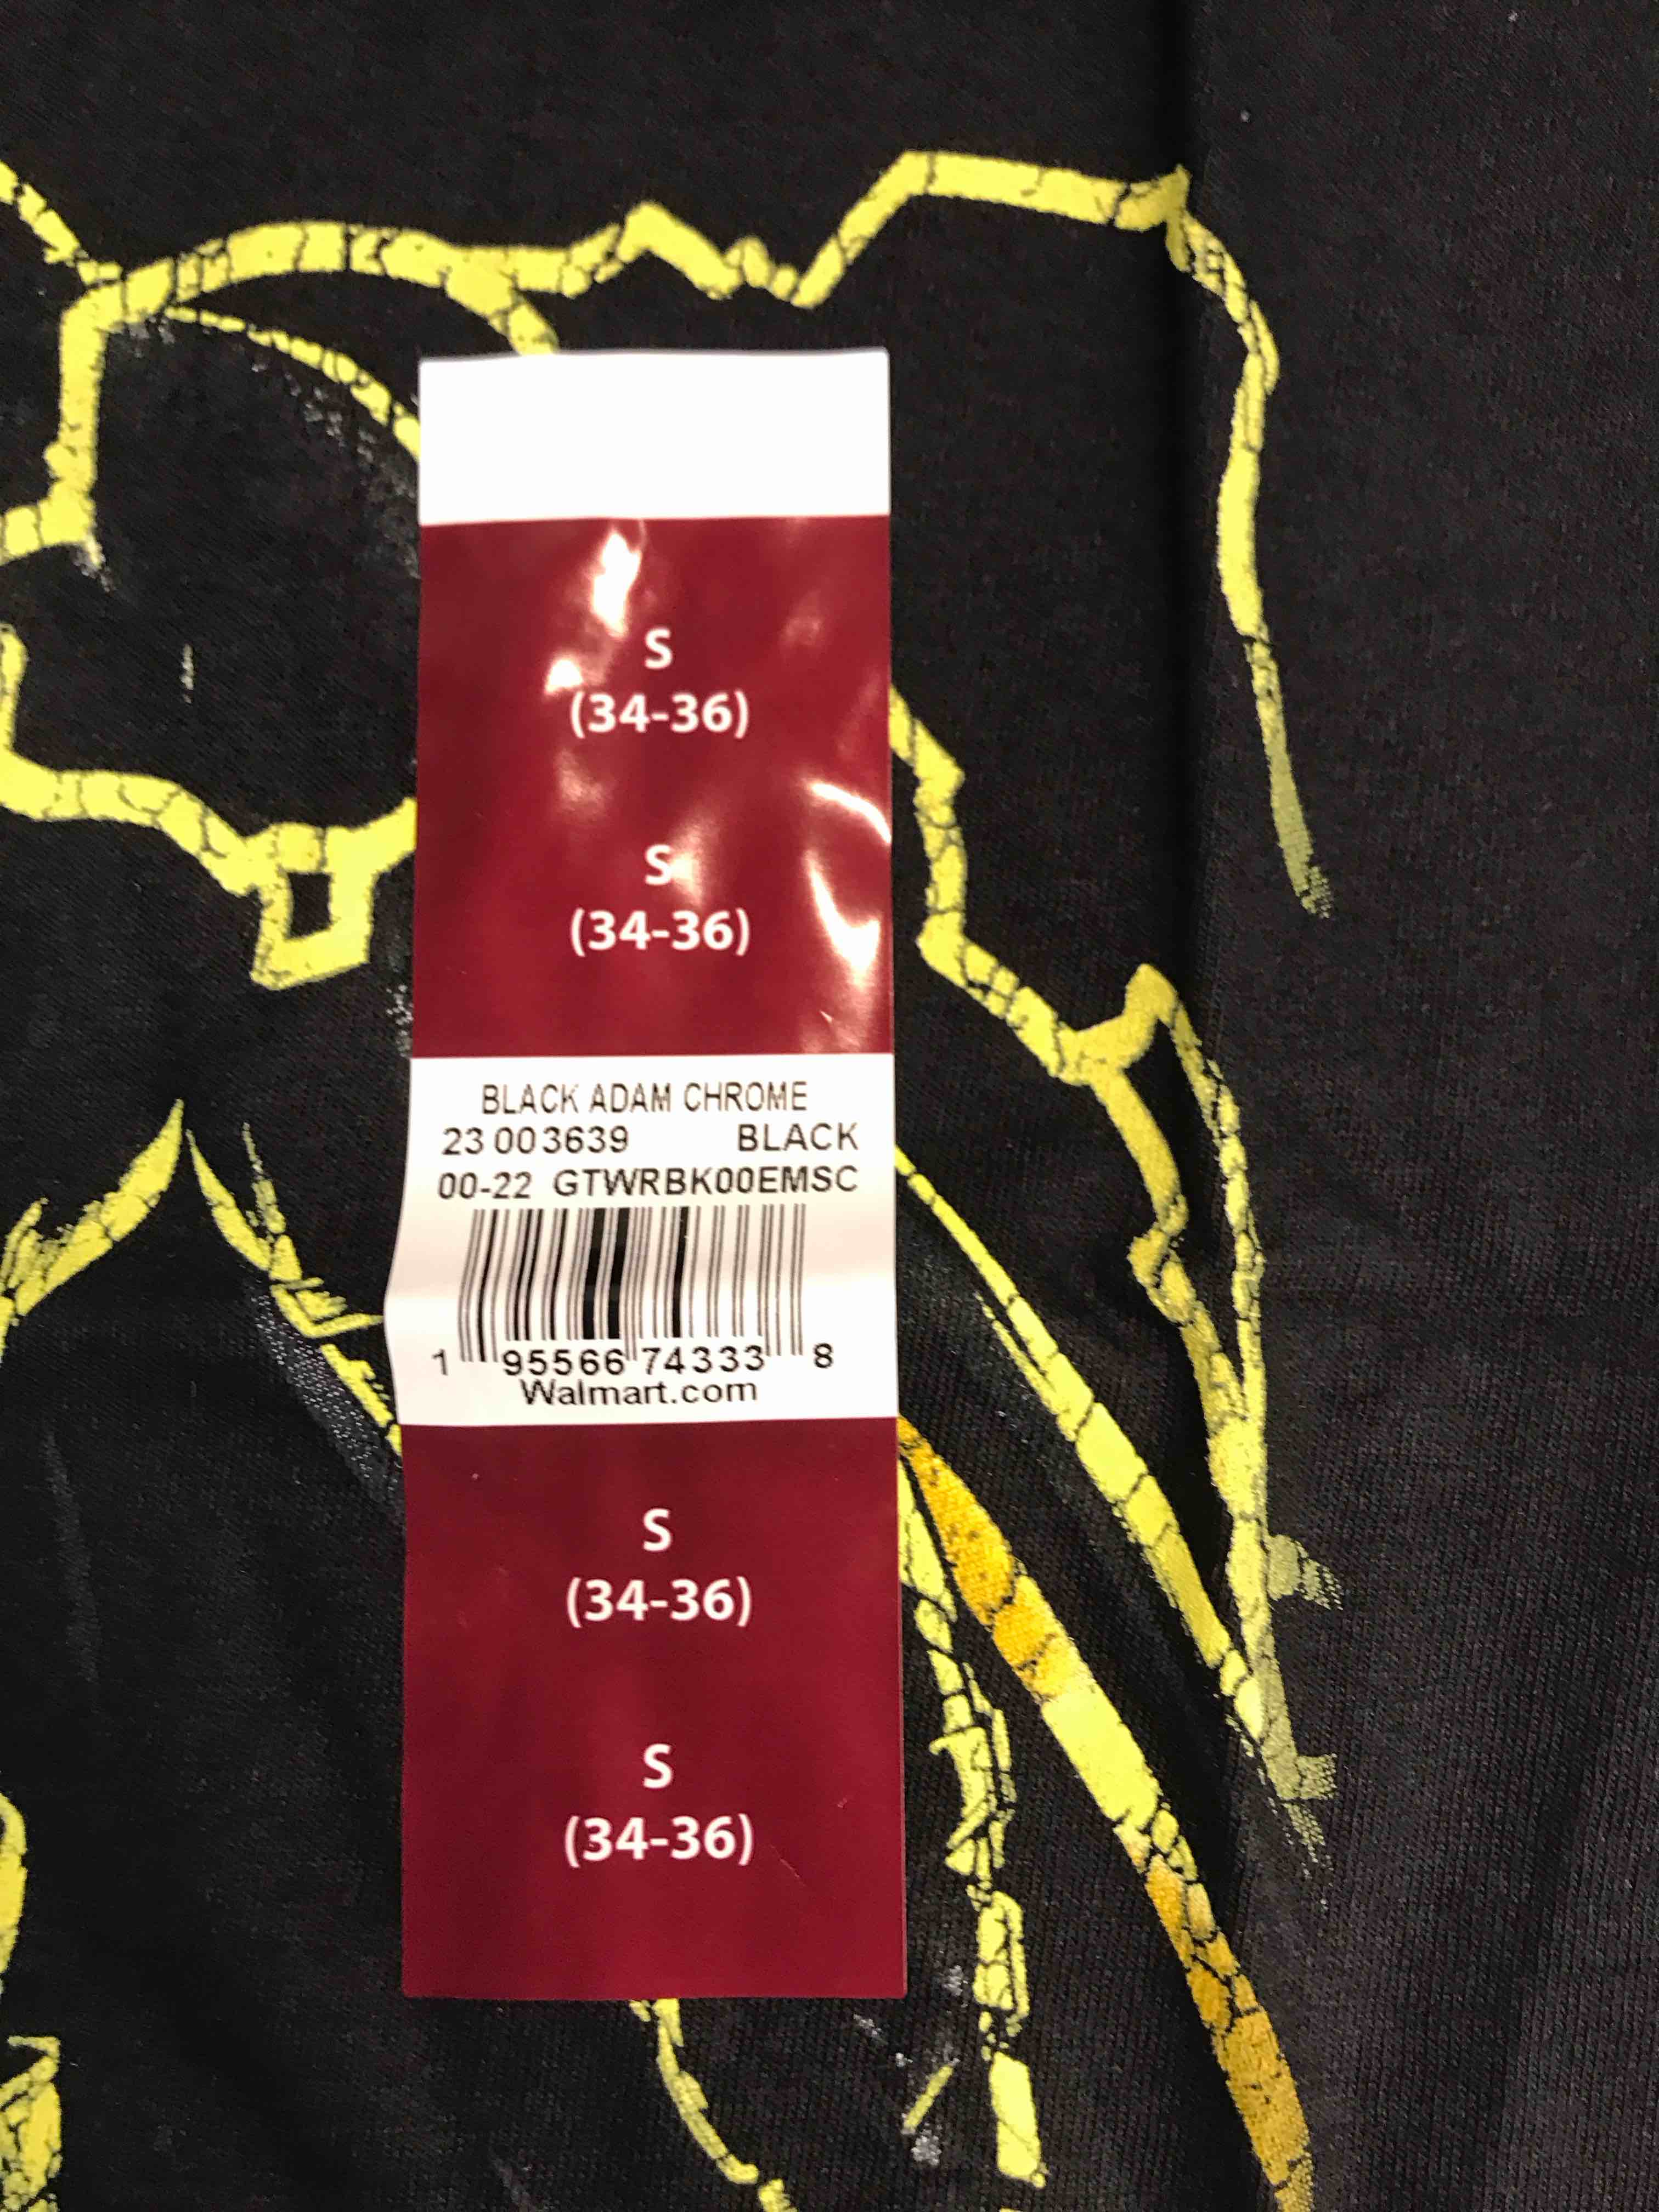 S
(34-36)
S
(34-36)
BLACK ADAM CHROME
23 003639 BLACK
00-22 GTWRBK00EMSC
1 95566 74333 8
Walmart.com
S
(34-36)
S
(34-36)